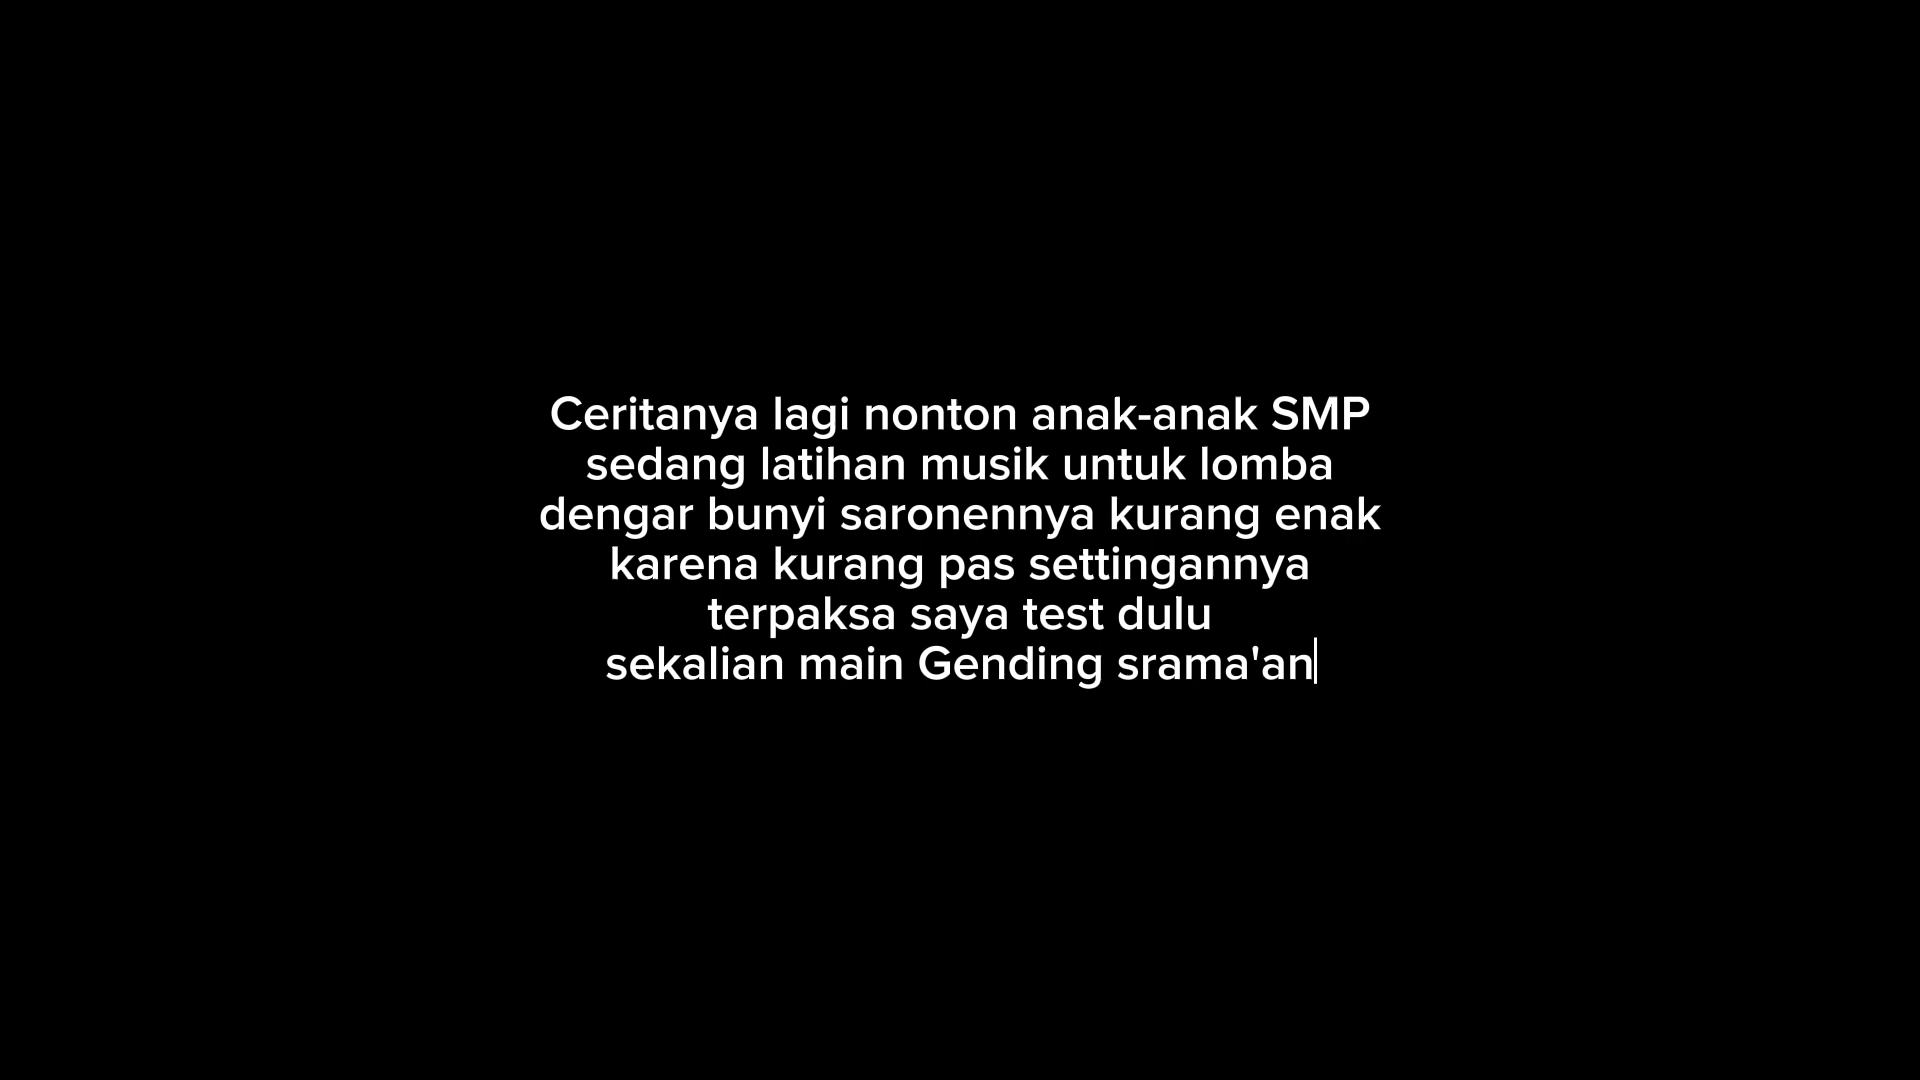 Ceritanya lagi nonton anak-anak SMP
sedang latihan musik untuk lomba
dengar bunyi saronennya kurang enak
karena kurang pas settingannya
terpaksa saya test dulu
sekalian main Gending srama'an